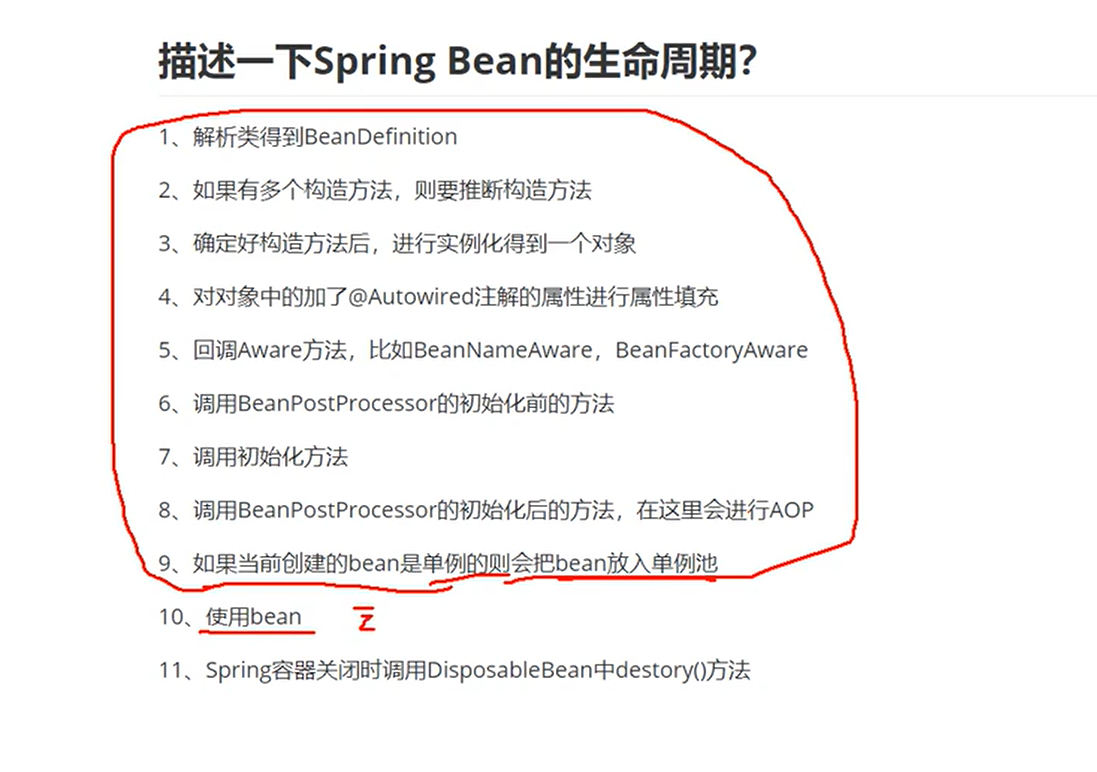 描述一下Spring Bean的生命周期?
1、解析类得到BeanDefinition
2、如果有多个构造方法，则要推断构造方法
3、确定好构造方法后，进行实例化得到一个对象
4、对对象中的加了@Autowired注解的属性进行属性填充
5、回调Aware方法，比如BeanNameAware，BeanFactoryAware
6、调用BeanPostProcessor的初始化前的方法
7、调用初始化方法
8、调用BeanPostProcessor的初始化后的方法，在这里会进行AOP
9、如果当前创建的bean是单例的则会把bean放入单例池
10、使用bean
11、Spring容器关闭时调用DisposableBean中destory()方法